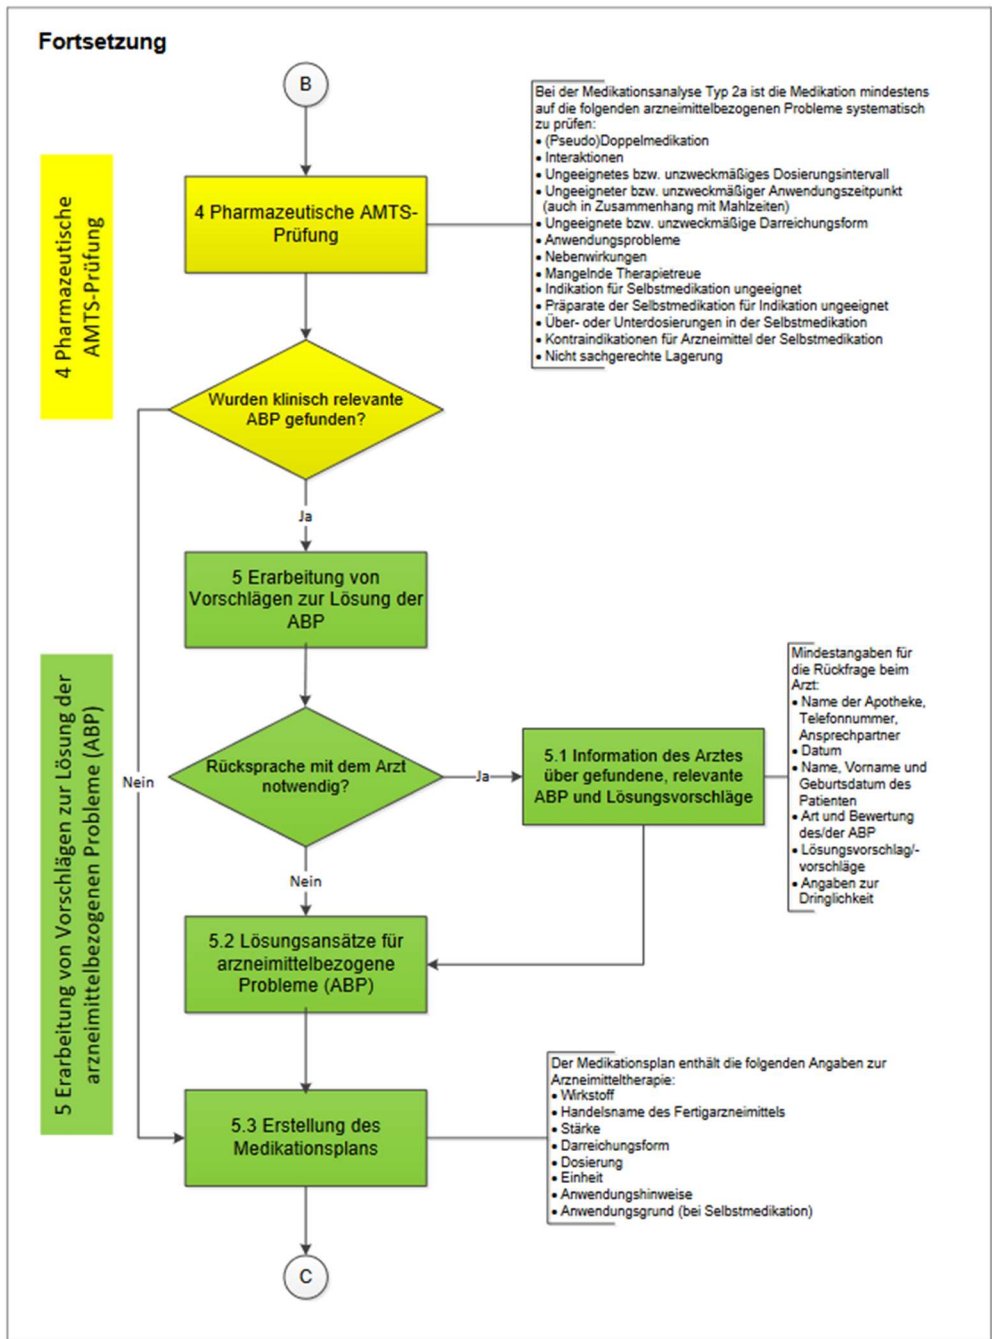 Fortsetzung
B
Bei der Medikationsanalyse Typ 2a ist die Medikation mindestens
auf die folgenden arzneimittelbezogenen Probleme systematisch
zu prüfen:
• (Pseudo)Doppelmedikation
• Interaktionen
• Ungeeignetes bzw. unzweckmäßiges Dosierungsintervall
• Ungeeigneter bzw. unzweckmäßiger Anwendungszeitpunkt
(auch in Zusammenhang mit Mahlzeiten)
• Ungeeignete bzw. unzweckmäßige Darreichungsform
• Anwendungsprobleme
• Nebenwirkungen
• Mangelnde Therapietreue
• Indikation für Selbstmedikation ungeeignet
• Präparate der Selbstmedikation für Indikation ungeeignet
• Über- oder Unterdosierungen in der Selbstmedikation
• Kontraindikationen für Arzneimittel der Selbstmedikation
• Nicht sachgerechte Lagerung
4 Pharmazeutische
AMTS-Prüfung
4 Pharmazeutische AMTS-
Prüfung
Wurden klinisch relevante
ABP gefunden?
Ja
5 Erarbeitung von
Vorschlägen zur Lösung der
ABP
5 Erarbeitung von Vorschlägen zur Lösung der
arzneimittelbezogenen Probleme (ABP)
Nein
Rücksprache mit dem Arzt
notwendig?
Ja
5.1 Information des Arztes
über gefundene, relevante
ABP und Lösungsvorschläge
Mindestangaben für
die Rückfrage beim
Arzt:
• Name der Apotheke,
Telefonnummer,
Ansprechpartner
• Datum
• Name, Vorname und
Geburtsdatum des
Patienten
• Art und Bewertung
des/der ABP
• Lösungsvorschlag/-
vorschläge
• Angaben zur
Dringlichkeit
Nein
5.2 Lösungsansätze für
arzneimittelbezogene
Probleme (ABP)
5.3 Erstellung des
Medikationsplans
Der Medikationsplan enthält die folgenden Angaben zur
Arzneimitteltherapie:
• Wirkstoff
• Handelsname des Fertigarzneimittels
• Stärke
• Darreichungsform
• Dosierung
• Einheit
• Anwendungshinweise
• Anwendungsgrund (bei Selbstmedikation)
C